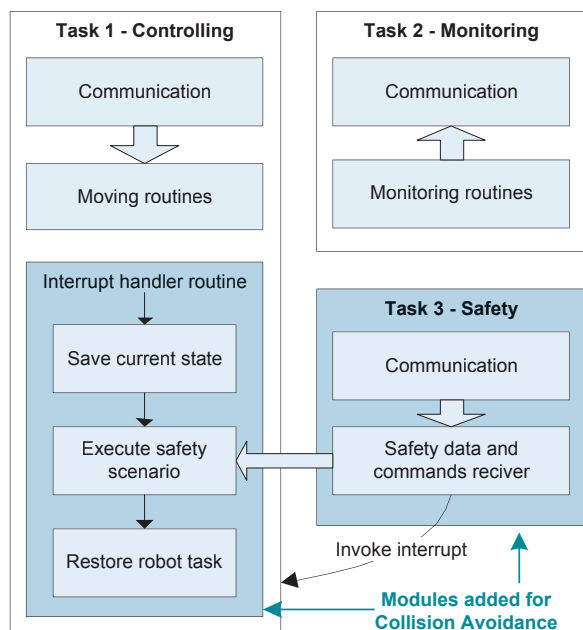 Task 1 - Controlling
Communication
Moving routines
Interrupt handler routine
Save current state
Execute safety
scenario
Restore robot task
Task 2 - Monitoring
Communication
Monitoring routines
Task 3 - Safety
Communication
Safety data and
commands reciver
Invoke interrupt
Modules added for
Collision Avoidance